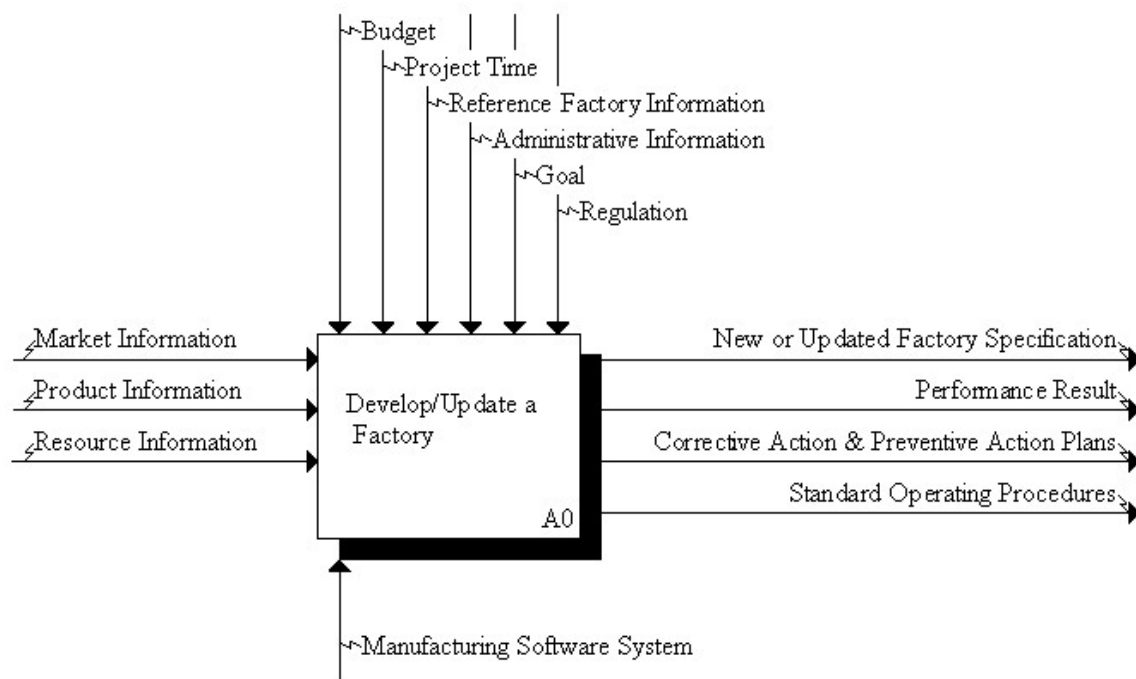 Budget
Project Time
Reference Factory Information
Administrative Information
Goal
Regulation
Market Information
Product Information
Resource Information
Develop/Update a
Factory
A0
New or Updated Factory Specification
Performance Result
Corrective Action & Preventive Action Plans
Standard Operating Procedures
Manufacturing Software System